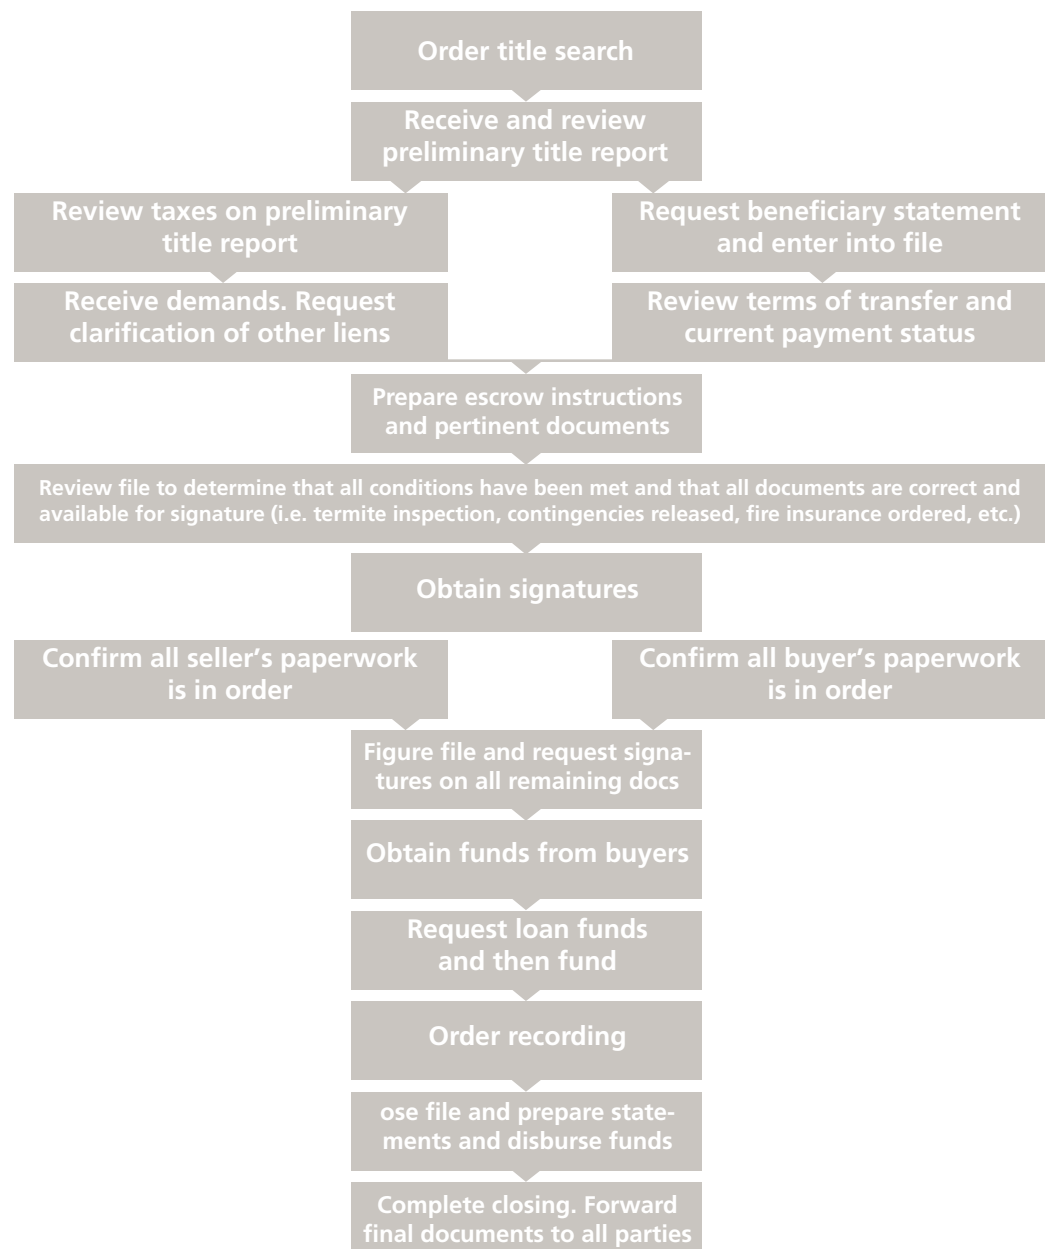 Order title search
Receive and review
preliminary title report
Review taxes on preliminary
title report
Request beneficiary statement
and enter into file
Receive demands. Request
clarification of other liens
Review terms of transfer and
current payment status
Prepare escrow instructions
and pertinent documents
Review file to determine that all conditions have been met and that all documents are correct and
available for signature (i.e. termite inspection, contingencies released, fire insurance ordered, etc.)
Obtain signatures
Confirm all seller’s paperwork
is in order
Confirm all buyer’s paperwork
is in order
Figure file and request signa-
tures on all remaining docs
Obtain funds from buyers
Request loan funds
and then fund
Order recording
ose file and prepare state-
ments and disburse funds
Complete closing. Forward
final documents to all parties